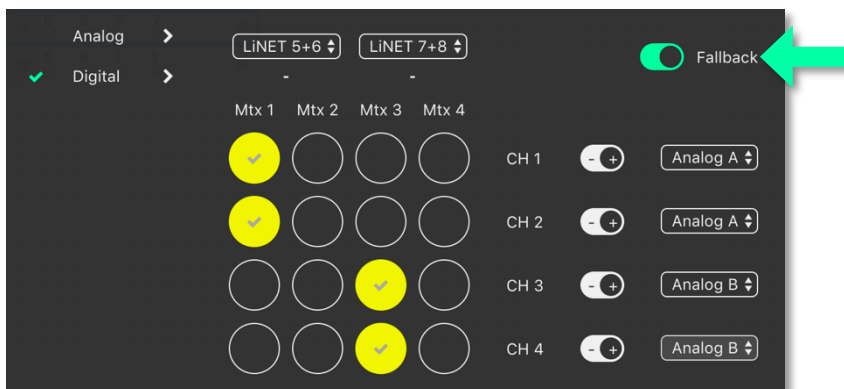 Analog
Digital
LiNET 5+6 LiNET 7+8
- -
Mtx 1 Mtx 2 Mtx 3 Mtx 4
Fallback
CH 1 - + Analog A
CH 2 - + Analog A
CH 3 - + Analog B
CH 4 - + Analog B